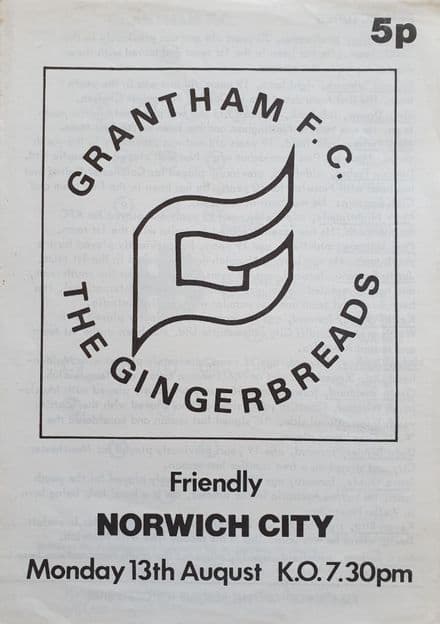 5p
GRANTHAM F.C.
THE GINGERBREADS
Friendly
NORWICH CITY
Monday 13th August K.O. 7.30pm